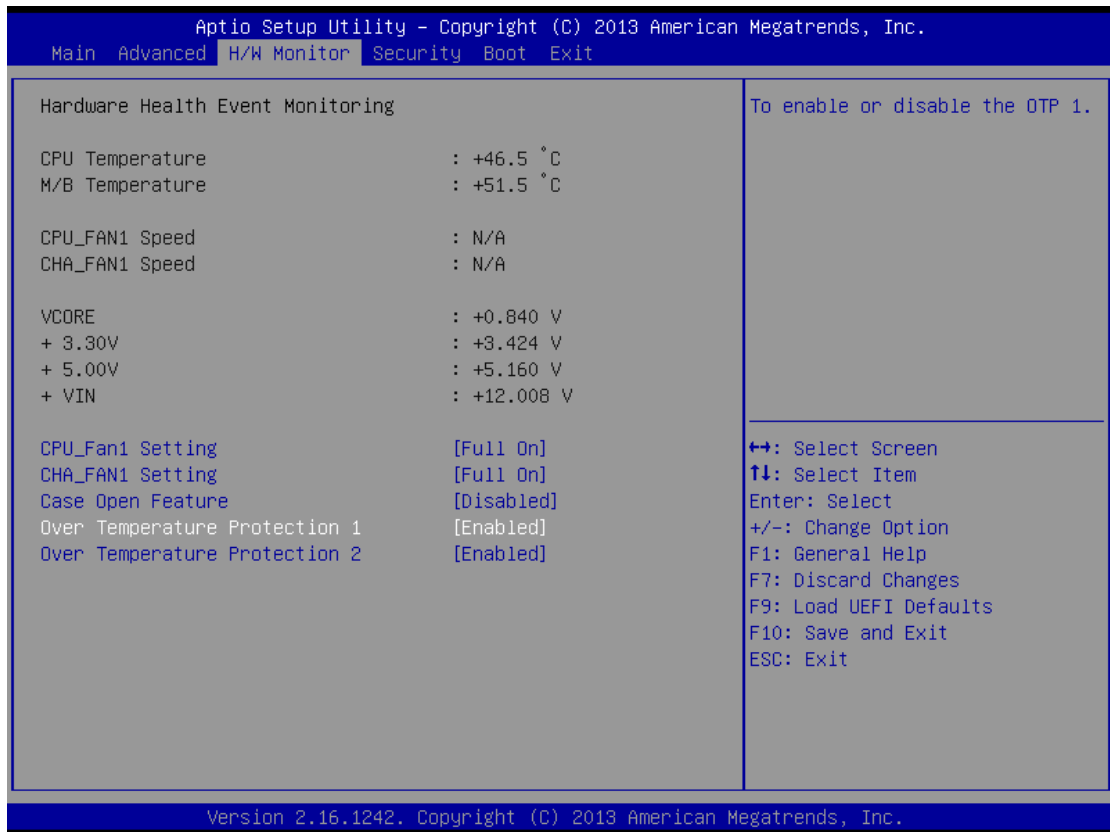 Aptio Setup Utility – Copyright (C) 2013 American Megatrends, Inc.
Main Advanced H/W Monitor Security Boot Exit
Hardware Health Event Monitoring
CPU Temperature : +46.5 °C
M/B Temperature : +51.5 °C
CPU_FAN1 Speed : N/A
CHA_FAN1 Speed : N/A
VCORE : +0.840 V
+ 3.30V : +3.424 V
+ 5.00V : +5.160 V
+ VIN : +12.008 V
CPU_Fan1 Setting [Full On]
CHA_FAN1 Setting [Full On]
Case Open Feature [Disabled]
Over Temperature Protection 1 [Enabled]
Over Temperature Protection 2 [Enabled]
To enable or disable the OTP 1.
↔: Select Screen
↑↓: Select Item
Enter: Select
+/-: Change Option
F1: General Help
F7: Discard Changes
F9: Load UEFI Defaults
F10: Save and Exit
ESC: Exit
Version 2.16.1242. Copyright (C) 2013 American Megatrends, Inc.